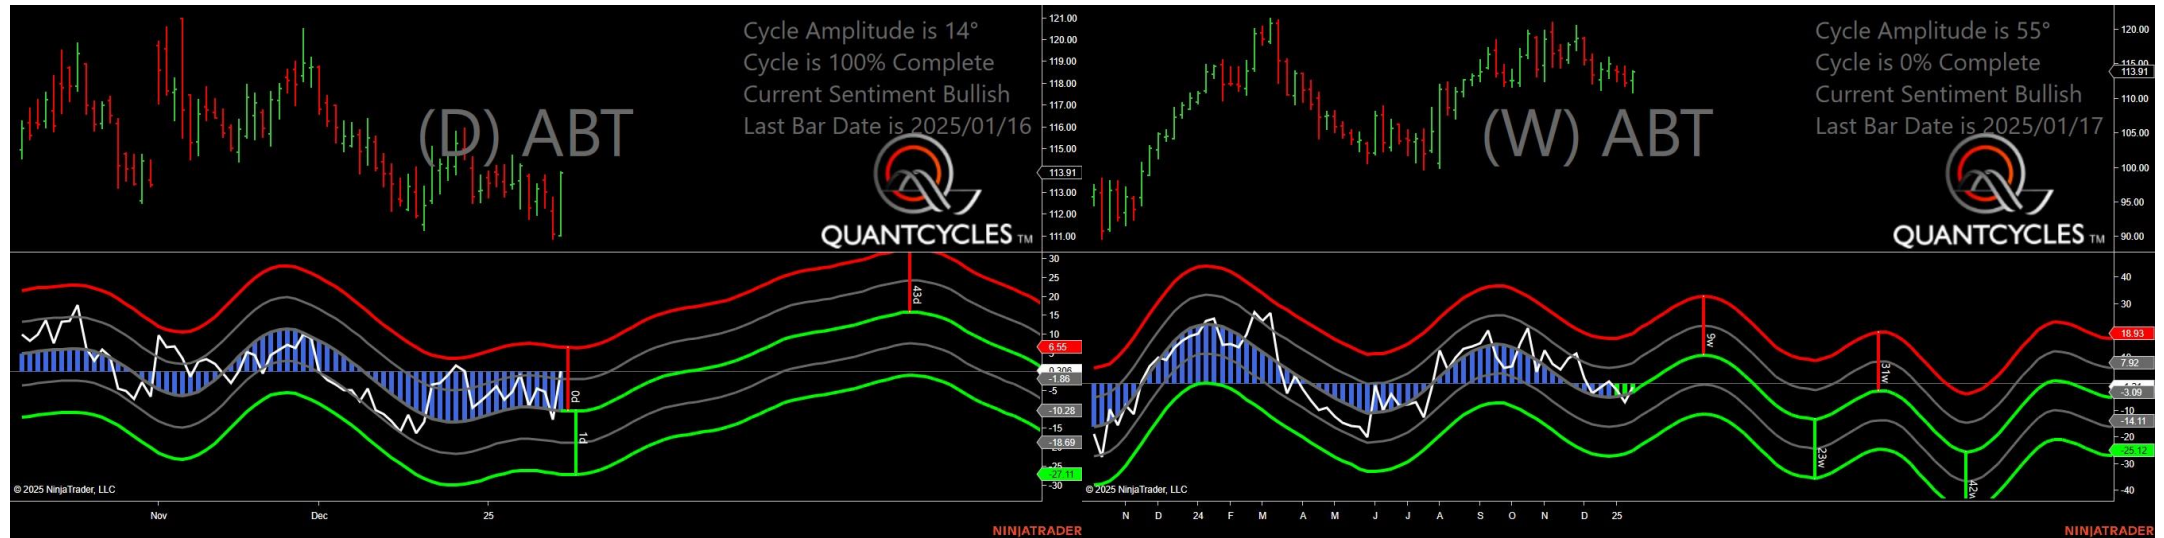 Cycle Amplitude is 14°
Cycle is 100% Complete
Current Sentiment Bullish
Last Bar Date is 2025/01/16
(D) ABT
QUANTCYCLES TM
121.00
120.00
119.00
118.00
117.00
116.00
115.00
113.91
113.00
112.00
111.00
30
25
20
15
10
6.55
5
0.306
-1.86
-5
-10.28
-15
-18.69
-25
-27.11
-30
43d
0d
1d
© 2025 NinjaTrader, LLC
Nov
Dec
25
NINJATRADER
Cycle Amplitude is 55°
Cycle is 0% Complete
Current Sentiment Bullish
Last Bar Date is 2025/01/17
(W) ABT
QUANTCYCLES TM
120.00
115.00
113.91
110.00
105.00
100.00
95.00
90.00
40
30
18.93
7.92
-3.09
-10
-14.11
-20
-25.12
-30
-40
9w
31w
23w
42w
© 2025 NinjaTrader, LLC
N D 24 F M A M J J A S O N D 25
NINJATRADER